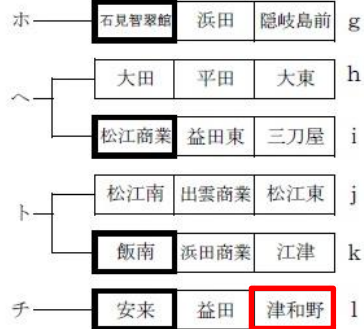 ホ 石見智翠館 浜田 隠岐島前 g
大田 平田 大東 h
ヘ
松江商業 益田東 三刀屋 i
松江南 出雲商業 松江東 j
ト
飯南 浜田商業 江津 k
チ 安来 益田 津和野 l